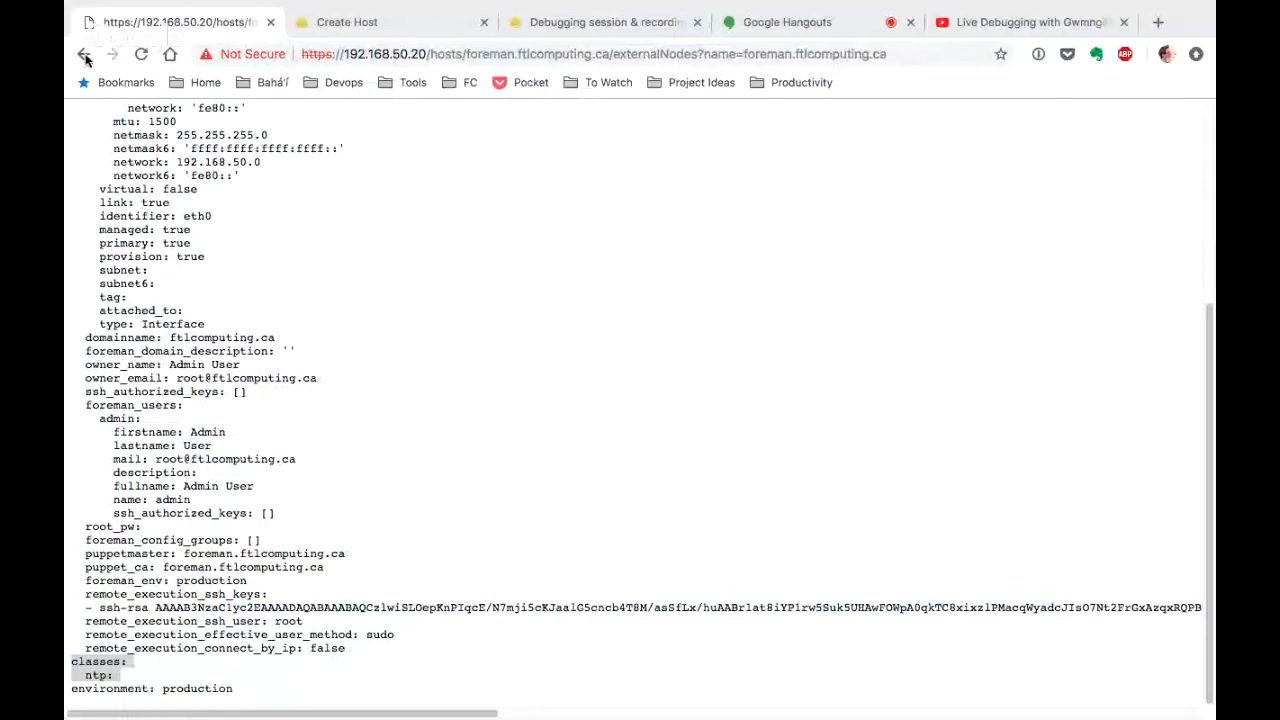 https://192.168.50.20/hosts/fo
Create Host
Debugging session & recordin
Google Hangouts
Live Debugging with Gwmngi
Not Secure
https://192.168.50.20/hosts/foreman.ftlcomputing.ca/externalNodes?name=foreman.ftlcomputing.ca
ABP
Bookmarks
Home
Bahá'í
Devops
Tools
FC
Pocket
To Watch
Project Ideas
Productivity
network: 'fe80::'
mtu: 1500
netmask: 255.255.255.0
netmask6: 'ffff:ffff:ffff:ffff::'
network: 192.168.50.0
network6: 'fe80::'
virtual: false
link: true
identifier: eth0
managed: true
primary: true
provision: true
subnet:
subnet6:
tag:
attached_to:
type: Interface
domainname: ftlcomputing.ca
foreman_domain_description: ''
owner_name: Admin User
owner_email: root@ftlcomputing.ca
ssh_authorized_keys: []
foreman_users:
admin:
firstname: Admin
lastname: User
mail: root@ftlcomputing.ca
description:
fullname: Admin User
name: admin
ssh_authorized_keys: []
root_pw:
foreman_config_groups: []
puppetmaster: foreman.ftlcomputing.ca
puppet_ca: foreman.ftlcomputing.ca
foreman_env: production
remote_execution_ssh_keys:
- ssh-rsa
remote_execution_ssh_user: root
remote_execution_effective_user_method: sudo
remote_execution_connect_by_ip: false
classes:
ntp:
environment: production